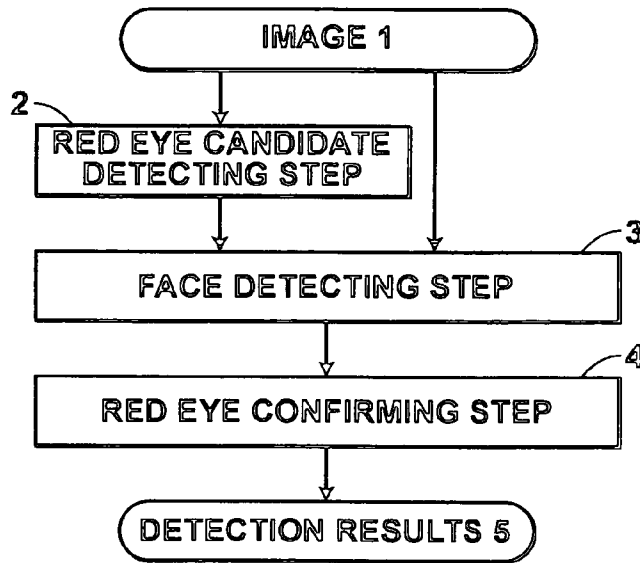 IMAGE 1
2
RED EYE CANDIDATE
DETECTING STEP
3
FACE DETECTING STEP
4
RED EYE CONFIRMING STEP
DETECTION RESULTS 5